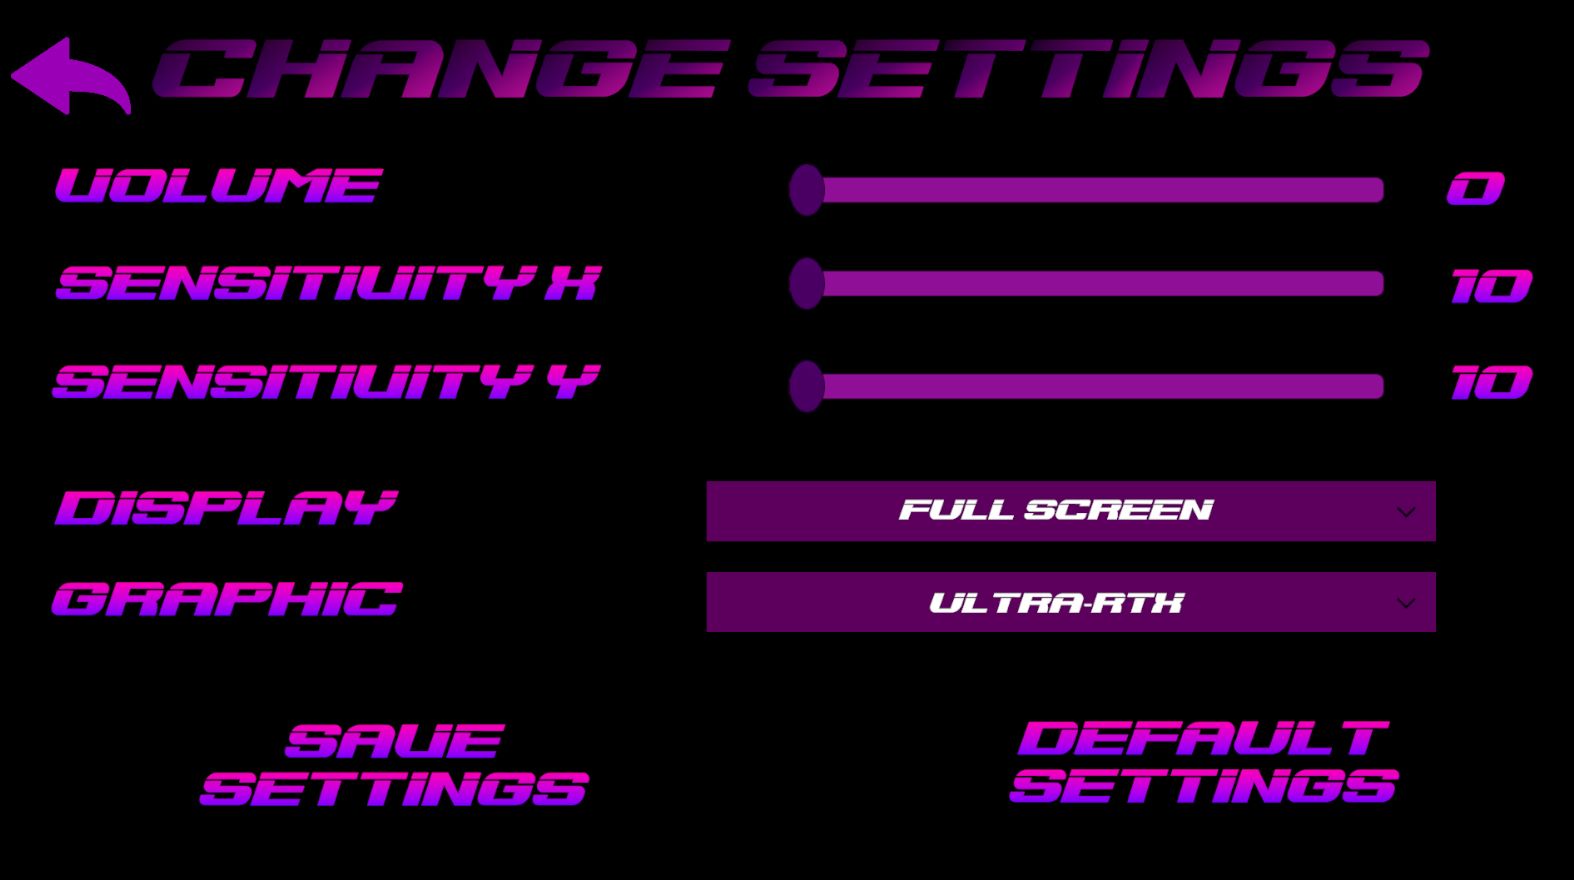 CHANGE SETTINGS
VOLUME 0
SENSITIVITY X 10
SENSITIVITY Y 10
DISPLAY FULL SCREEN
GRAPHIC ULTRA-RTX
SAVE
SETTINGS
DEFAULT
SETTINGS